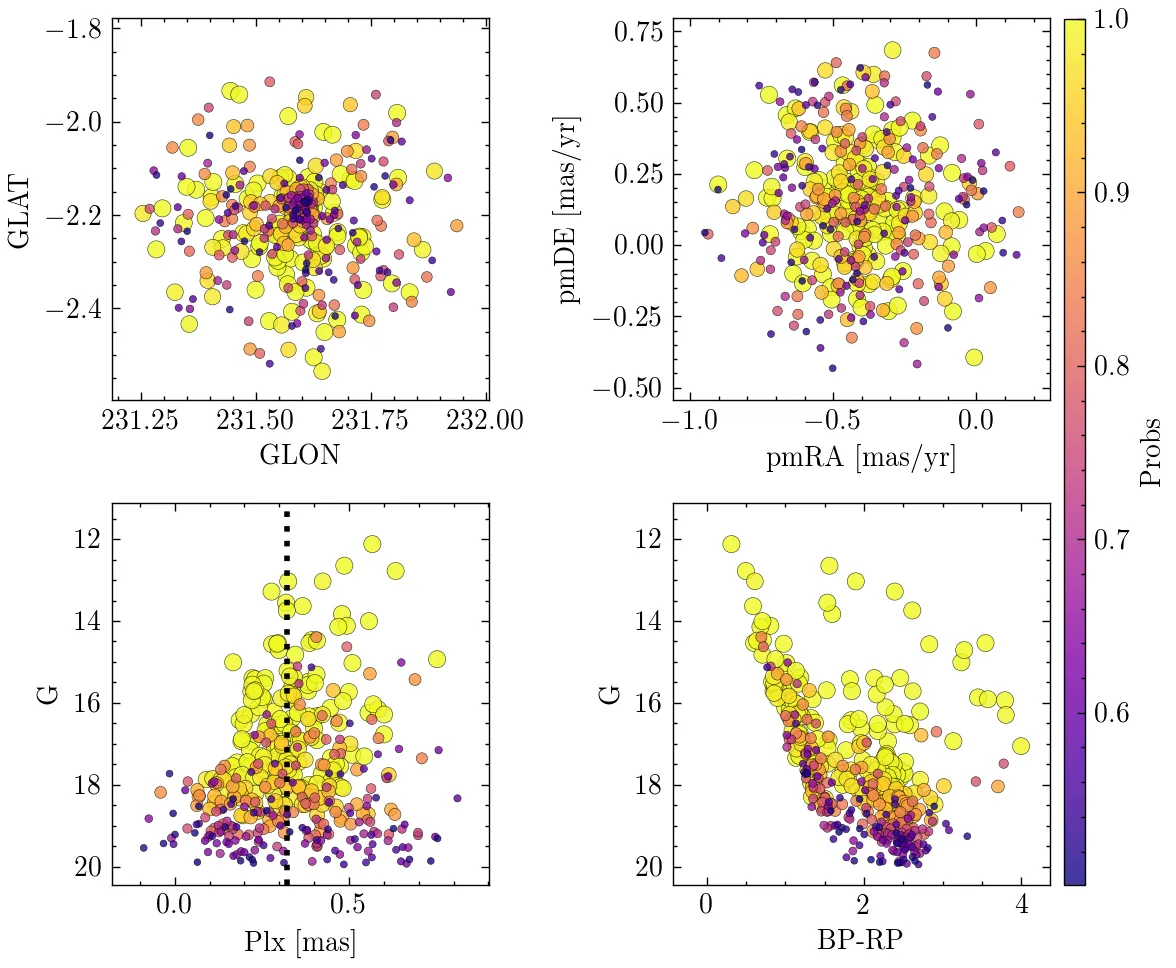 −1.8
−2.0
−2.2
−2.4
GLAT
231.25 231.50 231.75 232.00
GLON
0.75
0.50
0.25
0.00
−0.25
−0.50
pmDE [mas/yr]
−1.0 −0.5 0.0
pmRA [mas/yr]
12
14
16
18
20
G
0.0 0.5
Plx [mas]
12
14
16
18
20
G
0 2 4
BP-RP
1.0
0.9
0.8
0.7
0.6
Probs